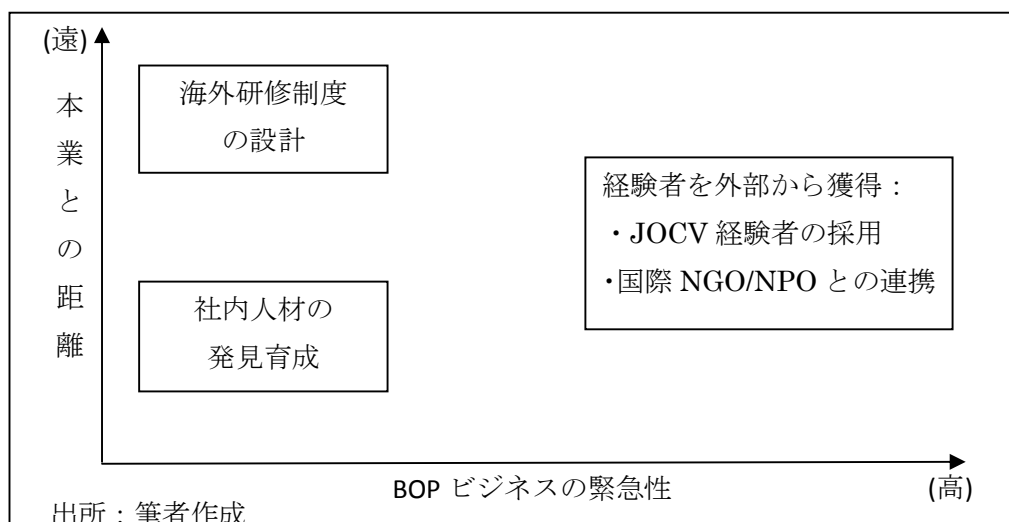 (遠)
本業との距離
海外研修制度
の設計
経験者を外部から獲得：
・JOCV 経験者の採用
・国際 NGO/NPO との連携
社内人材の
発見育成
BOP ビジネスの緊急性
(高)
出所：筆者作成